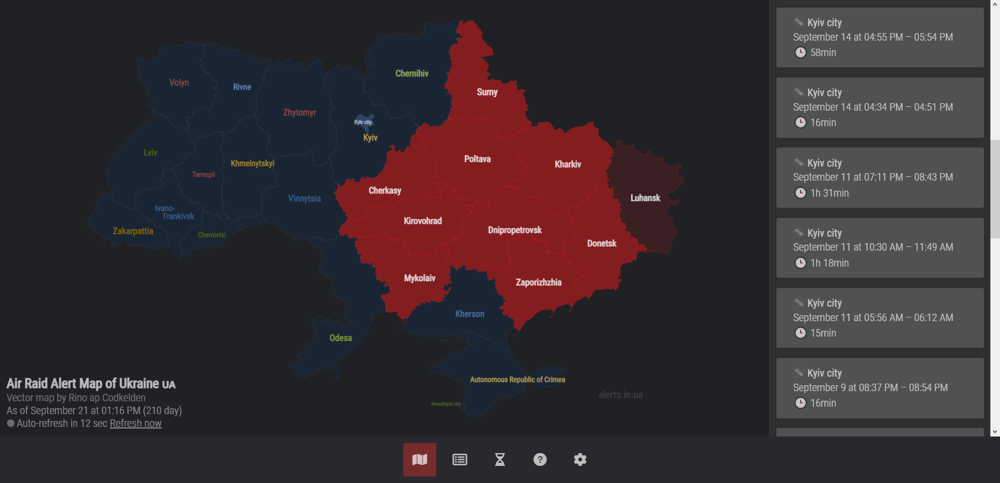 Volyn
Rivne
Zhytomyr
Chernihiv
Sumy
Kyiv city
Kyiv
Lviv
Ternopil
Khmelnytskyi
Vinnytsia
Ivano-
Frankivsk
Zakarpattia
Chernivtsi
Cherkasy
Poltava
Kharkiv
Luhansk
Kirovohrad
Dnipropetrovsk
Donetsk
Mykolaiv
Zaporizhzhia
Kherson
Odesa
Autonomous Republic of Crimea
Sevastopol city
alerts.in.ua
Air Raid Alert Map of Ukraine UA
Vector map by Rino ap Codkelden
As of September 21 at 01:16 PM (210 day)
Auto-refresh in 12 sec Refresh now
Kyiv city
September 14 at 04:55 PM – 05:54 PM
58min
Kyiv city
September 14 at 04:34 PM – 04:51 PM
16min
Kyiv city
September 11 at 07:11 PM – 08:43 PM
1h 31min
Kyiv city
September 11 at 10:30 AM – 11:49 AM
1h 18min
Kyiv city
September 11 at 05:56 AM – 06:12 AM
15min
Kyiv city
September 9 at 08:37 PM – 08:54 PM
16min